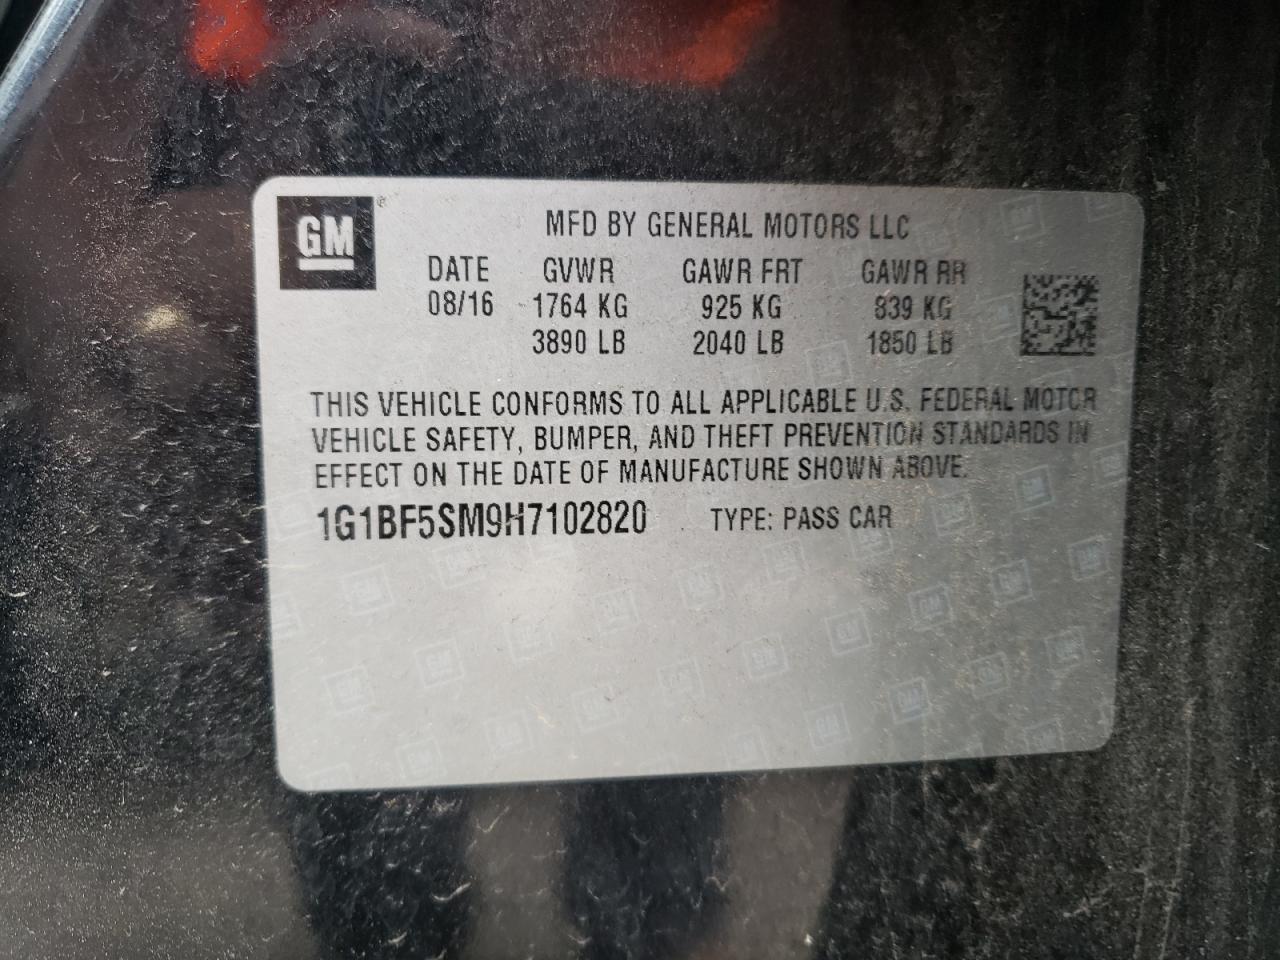 GM®
MFD BY GENERAL MOTORS LLC
DATE GVWR GAWR FRT GAWR RR
08/16 1764 KG 925 KG 839 KG
3890 LB 2040 LB 1850 LB
THIS VEHICLE CONFORMS TO ALL APPLICABLE U.S. FEDERAL MOTOR
VEHICLE SAFETY, BUMPER, AND THEFT PREVENTION STANDARDS IN
EFFECT ON THE DATE OF MANUFACTURE SHOWN ABOVE.
1G1BF5SM9H7102820 TYPE: PASS CAR